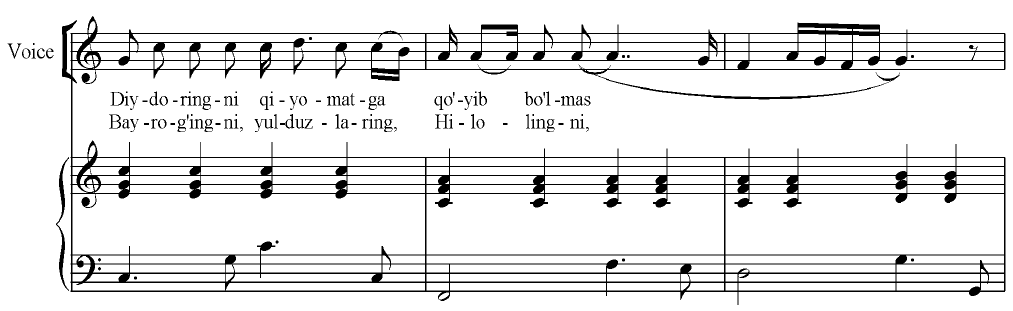 Voice
Diy-do-ring-ni qi-yo-mat-ga qo'-yib bo'l-mas
Bay-ro-g'ing-ni, yul-duz-la-ring, Hi-lo-ling-ni,